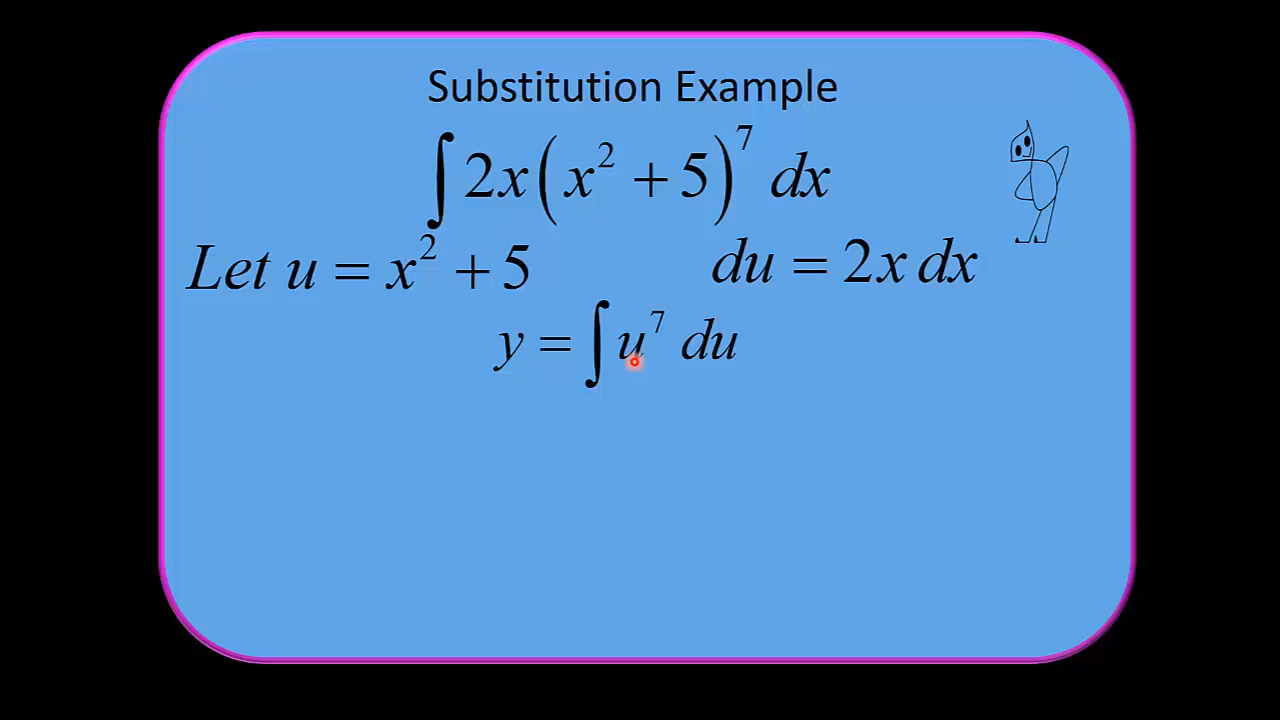 Substitution Example
∫ 2x(x² + 5)⁷ dx
Let u = x² + 5 du = 2x dx
y = ∫ u⁷ du